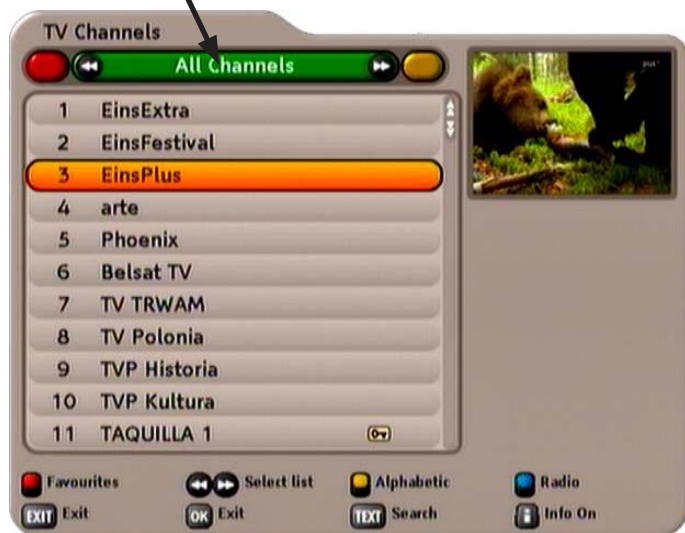 TV Channels
All Channels
1 EinsExtra
2 EinsFestival
3 EinsPlus
4 arte
5 Phoenix
6 Belsat TV
7 TV TRWAM
8 TV Polonia
9 TVP Historia
10 TVP Kultura
11 TAQUILLA 1
Favourites Select list Alphabetic Radio
EXIT Exit OK Exit TEXT Search i Info On